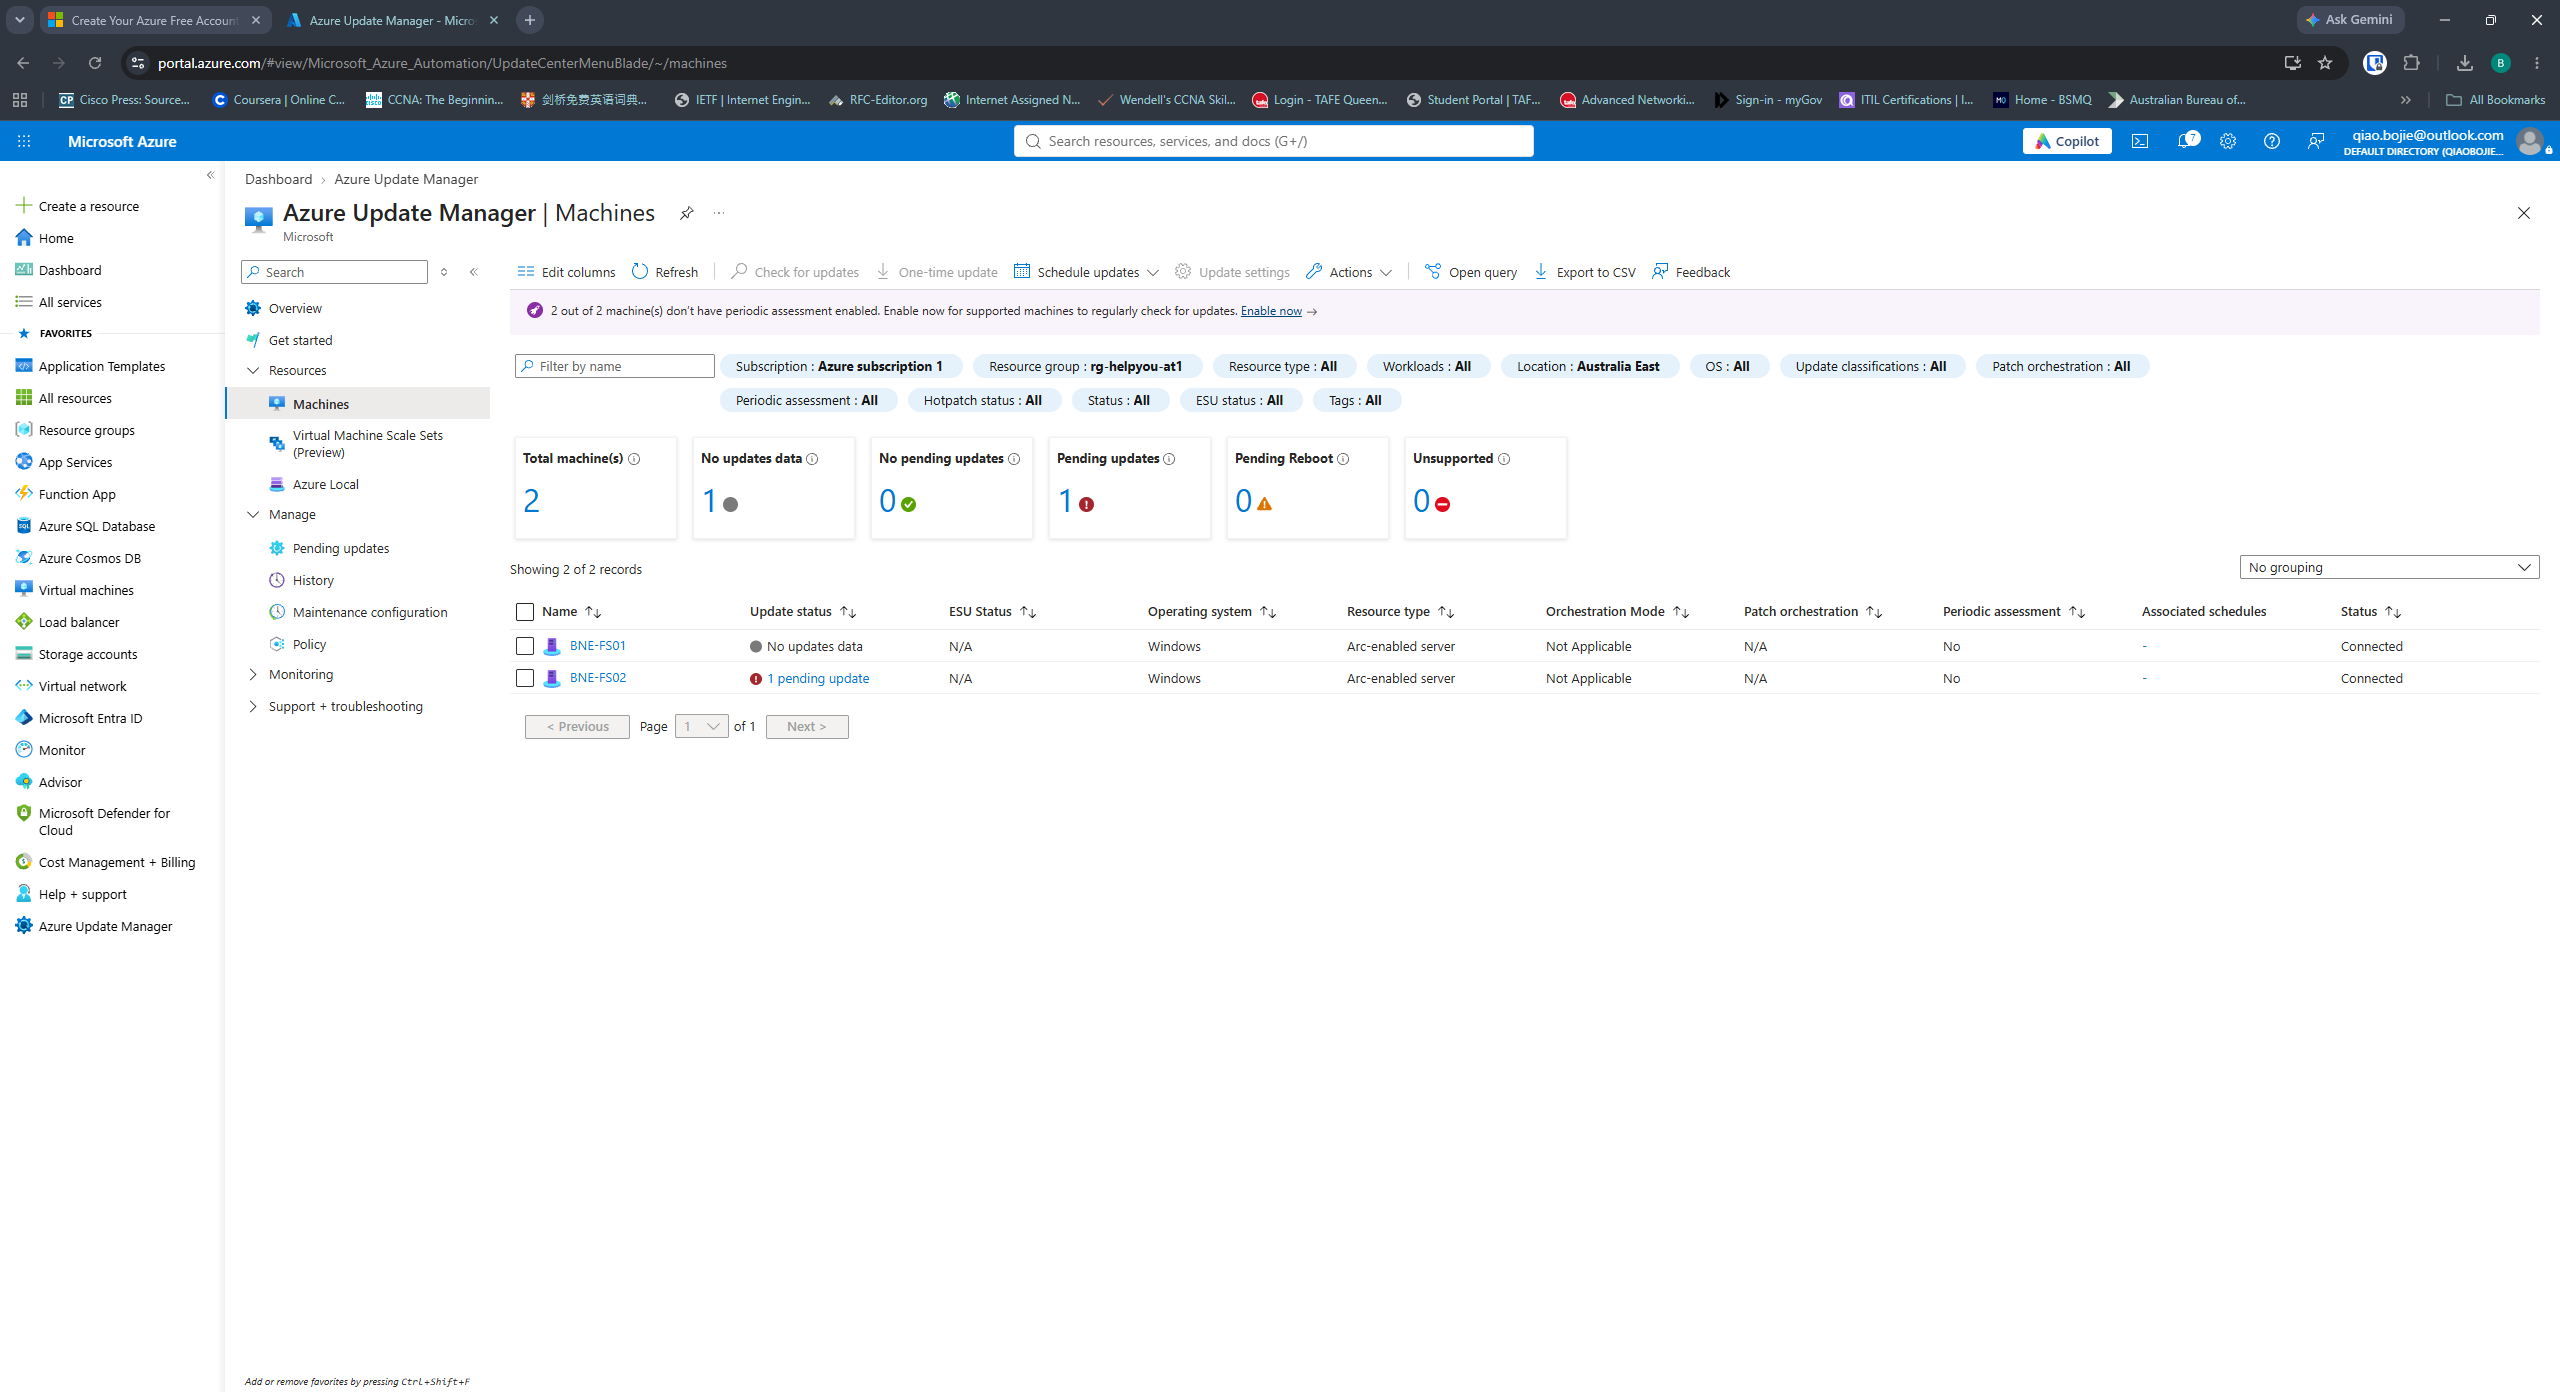 Create Your Azure Free Account
Azure Update Manager - Micro
Ask Gemini
portal.azure.com/#view/Microsoft_Azure_Automation/UpdateCenterMenuBlade/~/machines
Cisco Press: Source...
Coursera | Online C...
CCNA: The Beginnin...
剑桥免费英语词典...
IETF | Internet Engin...
RFC-Editor.org
Internet Assigned N...
Wendell's CCNA Skil...
Login - TAFE Queen...
Student Portal | TAF...
Advanced Networki...
Sign-in - myGov
ITIL Certifications | I...
Home - BSMQ
Australian Bureau of...
All Bookmarks
Microsoft Azure
Search resources, services, and docs (G+/)
Copilot
7
qiao.bojie@outlook.com
DEFAULT DIRECTORY (QIAOBOJIE...
Create a resource
Home
Dashboard
All services
FAVORITES
Application Templates
All resources
Resource groups
App Services
Function App
Azure SQL Database
Azure Cosmos DB
Virtual machines
Load balancer
Storage accounts
Virtual network
Microsoft Entra ID
Monitor
Advisor
Microsoft Defender for
Cloud
Cost Management + Billing
Help + support
Azure Update Manager
Dashboard > Azure Update Manager
Azure Update Manager | Machines
Microsoft
Search
Overview
Get started
Resources
Machines
Virtual Machine Scale Sets
(Preview)
Azure Local
Manage
Pending updates
History
Maintenance configuration
Policy
Monitoring
Support + troubleshooting
Edit columns
Refresh
Check for updates
One-time update
Schedule updates
Update settings
Actions
Open query
Export to CSV
Feedback
2 out of 2 machine(s) don't have periodic assessment enabled. Enable now for supported machines to regularly check for updates. Enable now →
Filter by name
Subscription : Azure subscription 1
Resource group : rg-helpyou-at1
Resource type : All
Workloads : All
Location : Australia East
OS : All
Update classifications : All
Patch orchestration : All
Periodic assessment : All
Hotpatch status : All
Status : All
ESU status : All
Tags : All
Total machine(s)
2
No updates data
1
No pending updates
0
Pending updates
1
Pending Reboot
0
Unsupported
0
Showing 2 of 2 records
No grouping
Name Update status ESU Status Operating system Resource type Orchestration Mode Patch orchestration Periodic assessment Associated schedules Status
BNE-FS01 No updates data N/A Windows Arc-enabled server Not Applicable N/A No - Connected
BNE-FS02 1 pending update N/A Windows Arc-enabled server Not Applicable N/A No - Connected
< Previous Page 1 of 1 Next >
Add or remove favorites by pressing Ctrl+Shift+F